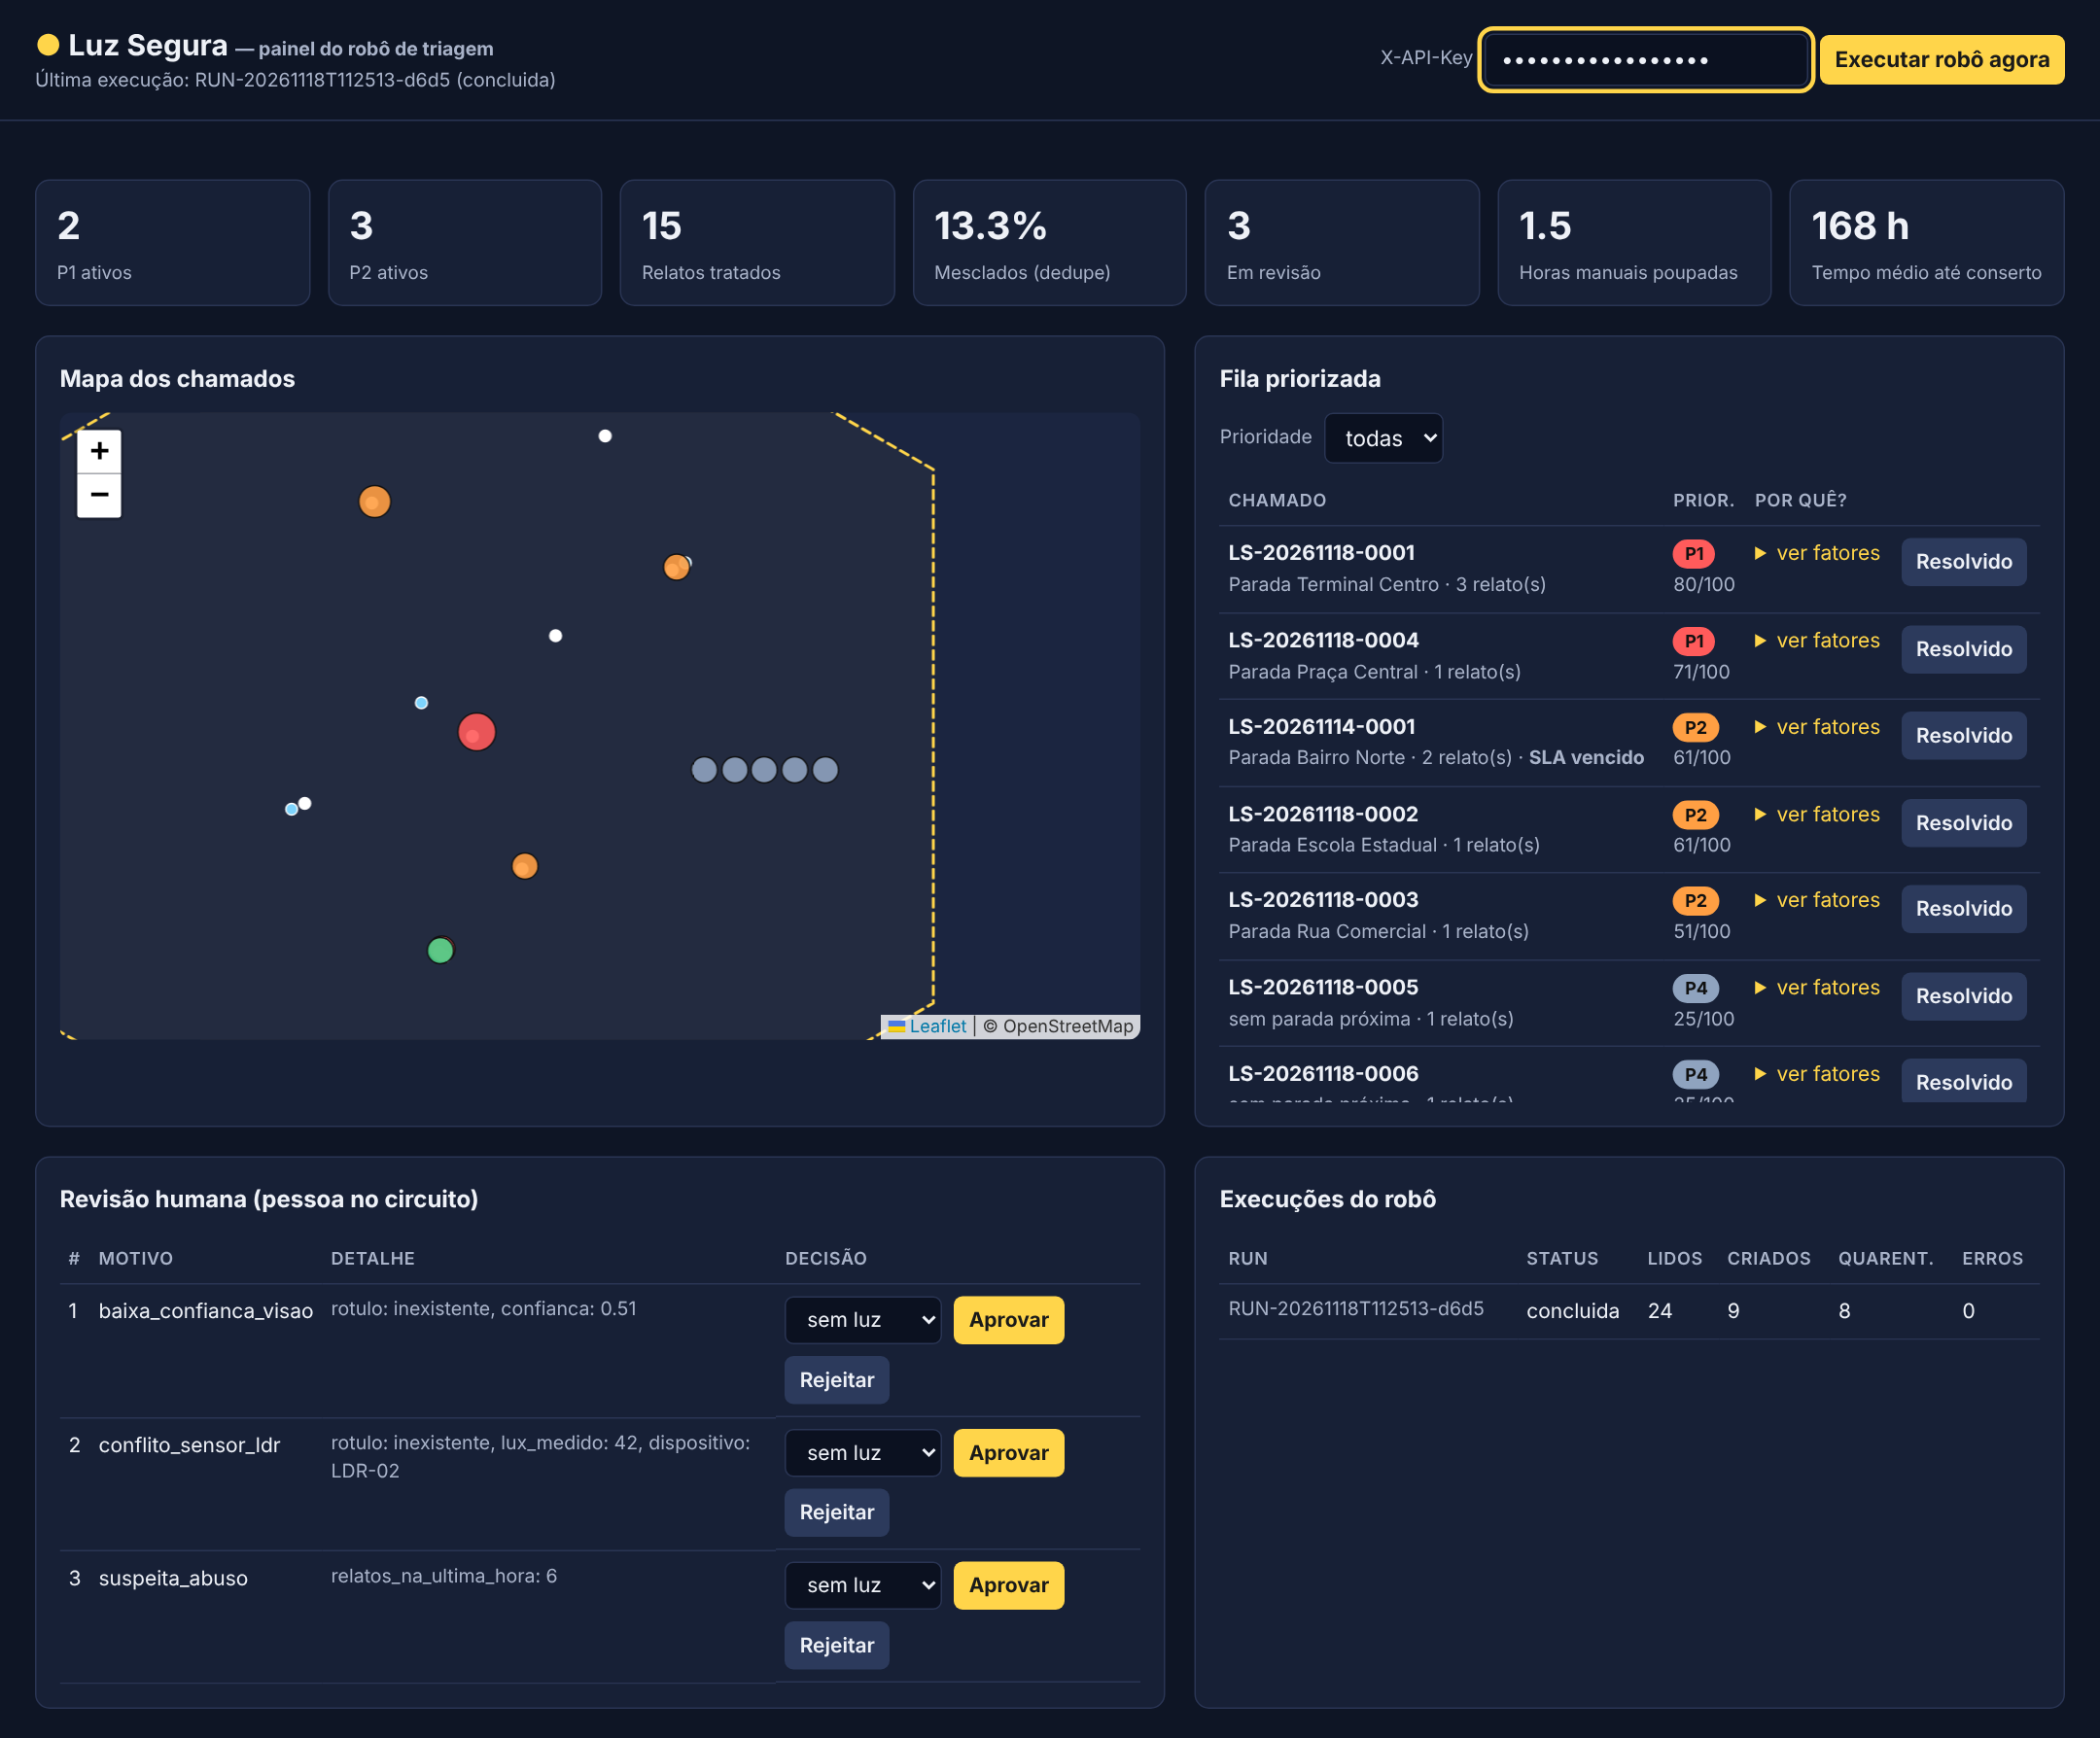 Luz Segura — painel do robô de triagem
Última execução: RUN-20261118T112513-d6d5 (concluida)
X-API-Key ••••••••••••••••• Executar robô agora
2
P1 ativos
3
P2 ativos
15
Relatos tratados
13.3%
Mesclados (dedupe)
3
Em revisão
1.5
Horas manuais poupadas
168 h
Tempo médio até conserto
Mapa dos chamados
+
−
Leaflet | © OpenStreetMap
Fila priorizada
Prioridade todas
CHAMADO PRIOR. POR QUÊ?
LS-20261118-0001 P1 ▶ ver fatores Resolvido
Parada Terminal Centro · 3 relato(s) 80/100
LS-20261118-0004 P1 ▶ ver fatores Resolvido
Parada Praça Central · 1 relato(s) 71/100
LS-20261114-0001 P2 ▶ ver fatores Resolvido
Parada Bairro Norte · 2 relato(s) · SLA vencido 61/100
LS-20261118-0002 P2 ▶ ver fatores Resolvido
Parada Escola Estadual · 1 relato(s) 61/100
LS-20261118-0003 P2 ▶ ver fatores Resolvido
Parada Rua Comercial · 1 relato(s) 51/100
LS-20261118-0005 P4 ▶ ver fatores Resolvido
sem parada próxima · 1 relato(s) 25/100
LS-20261118-0006 P4 ▶ ver fatores Resolvido
sem parada próxima · 1 relato(s) 25/100
Revisão humana (pessoa no circuito)
# MOTIVO DETALHE DECISÃO
1 baixa_confianca_visao rotulo: inexistente, confianca: 0.51 sem luz Aprovar
Rejeitar
2 conflito_sensor_ldr rotulo: inexistente, lux_medido: 42, dispositivo: sem luz Aprovar
LDR-02
Rejeitar
3 suspeita_abuso relatos_na_ultima_hora: 6 sem luz Aprovar
Rejeitar
Execuções do robô
RUN STATUS LIDOS CRIADOS QUARENT. ERROS
RUN-20261118T112513-d6d5 concluida 24 9 8 0